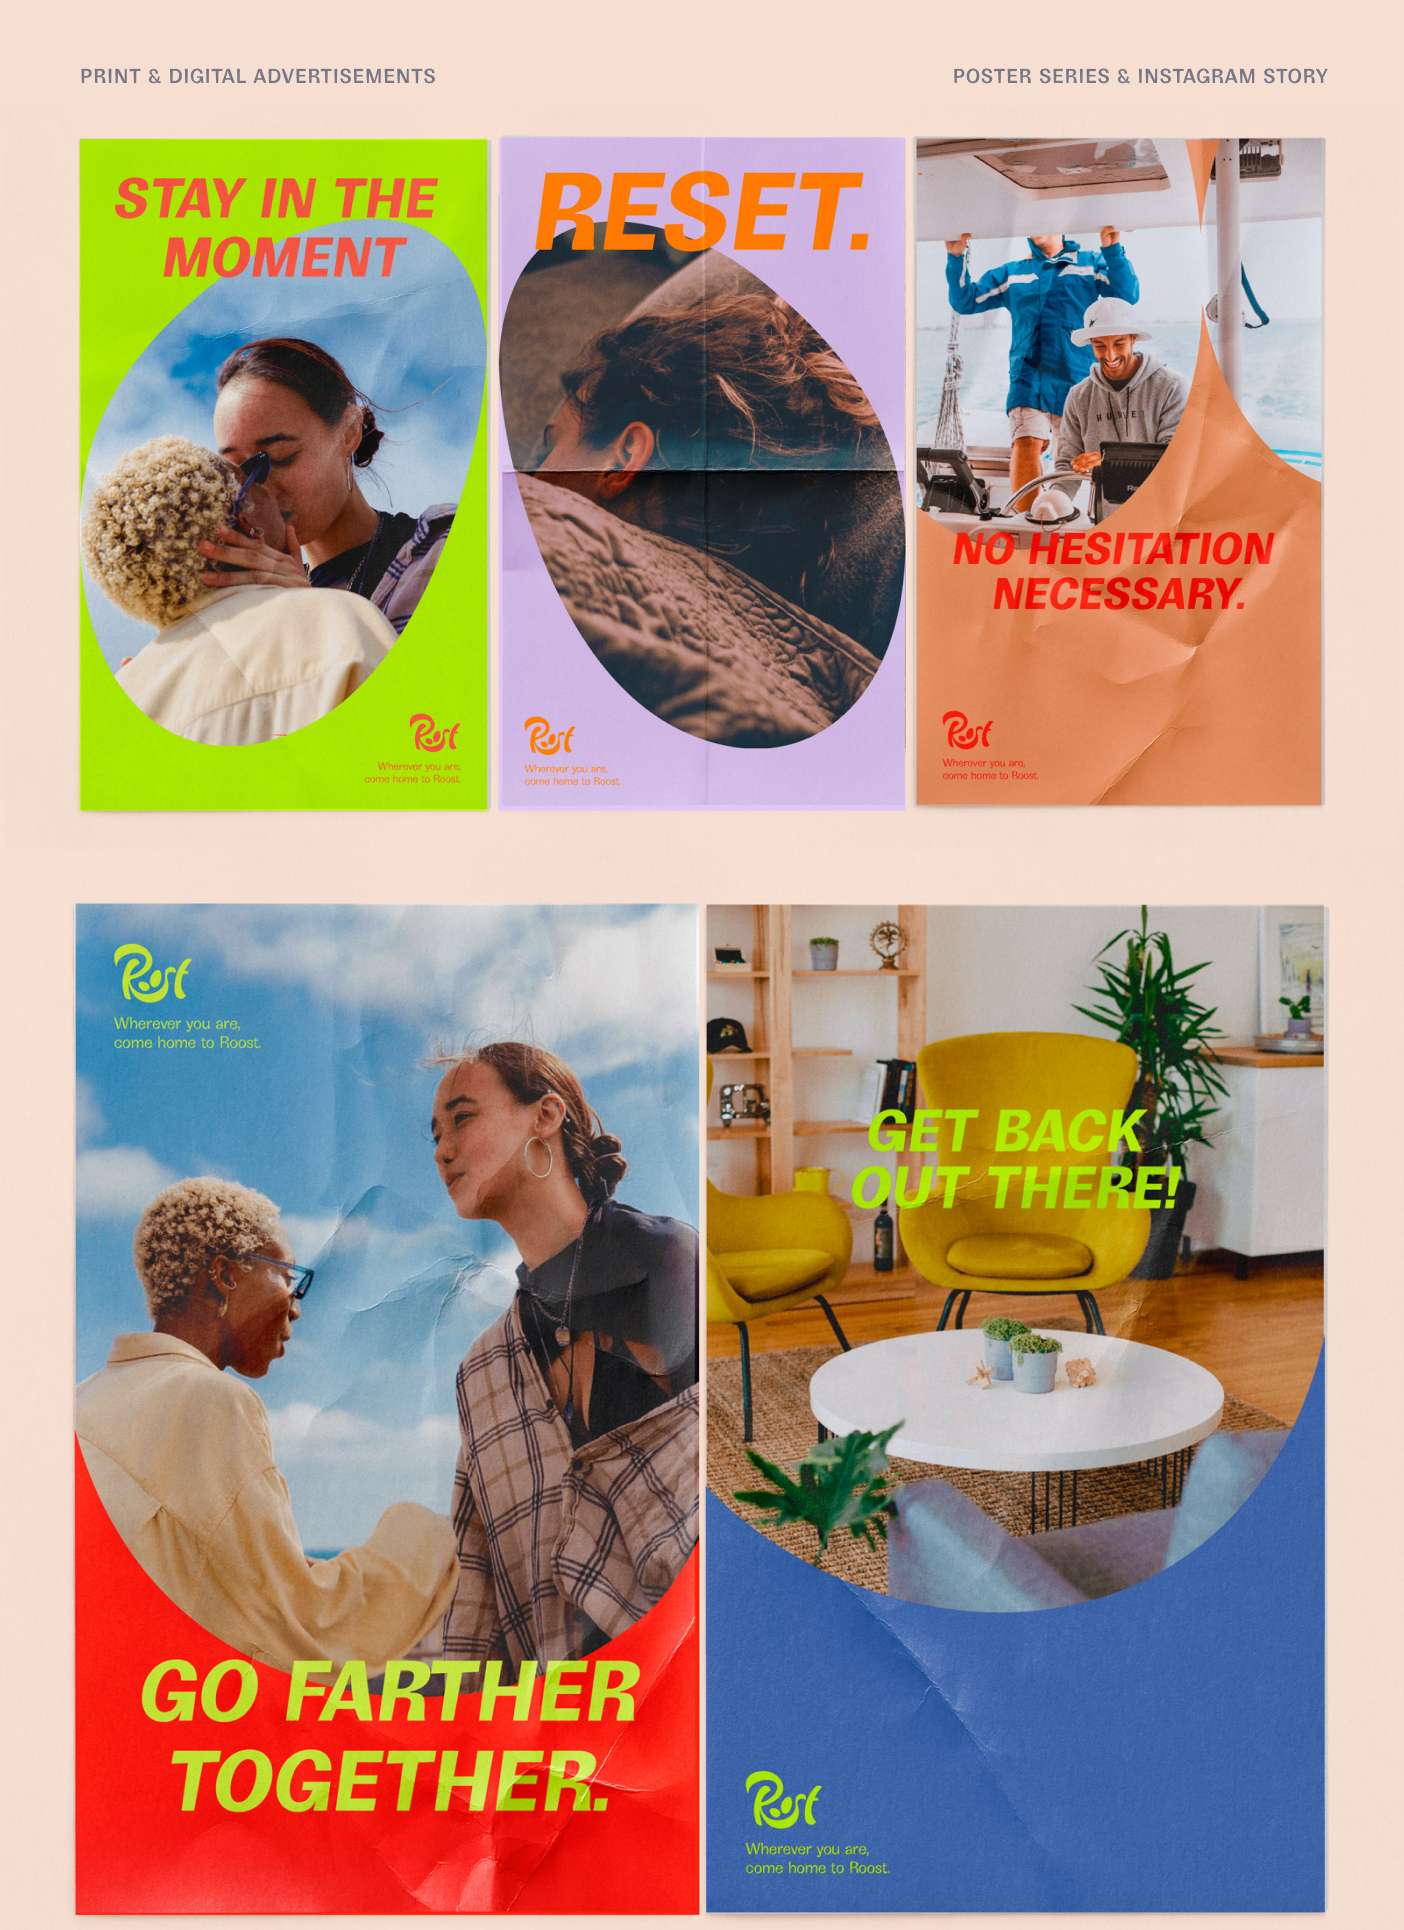 PRINT & DIGITAL ADVERTISEMENTS
POSTER SERIES & INSTAGRAM STORY
STAY IN THE
MOMENT
Roost
Wherever you are,
come home to Roost.
RESET.
Roost
Wherever you are,
come home to Roost.
NO HESITATION
NECESSARY.
Roost
Wherever you are,
come home to Roost.
Roost
Wherever you are,
come home to Roost.
GO FARTHER
TOGETHER.
GET BACK
OUT THERE!
Roost
Wherever you are,
come home to Roost.